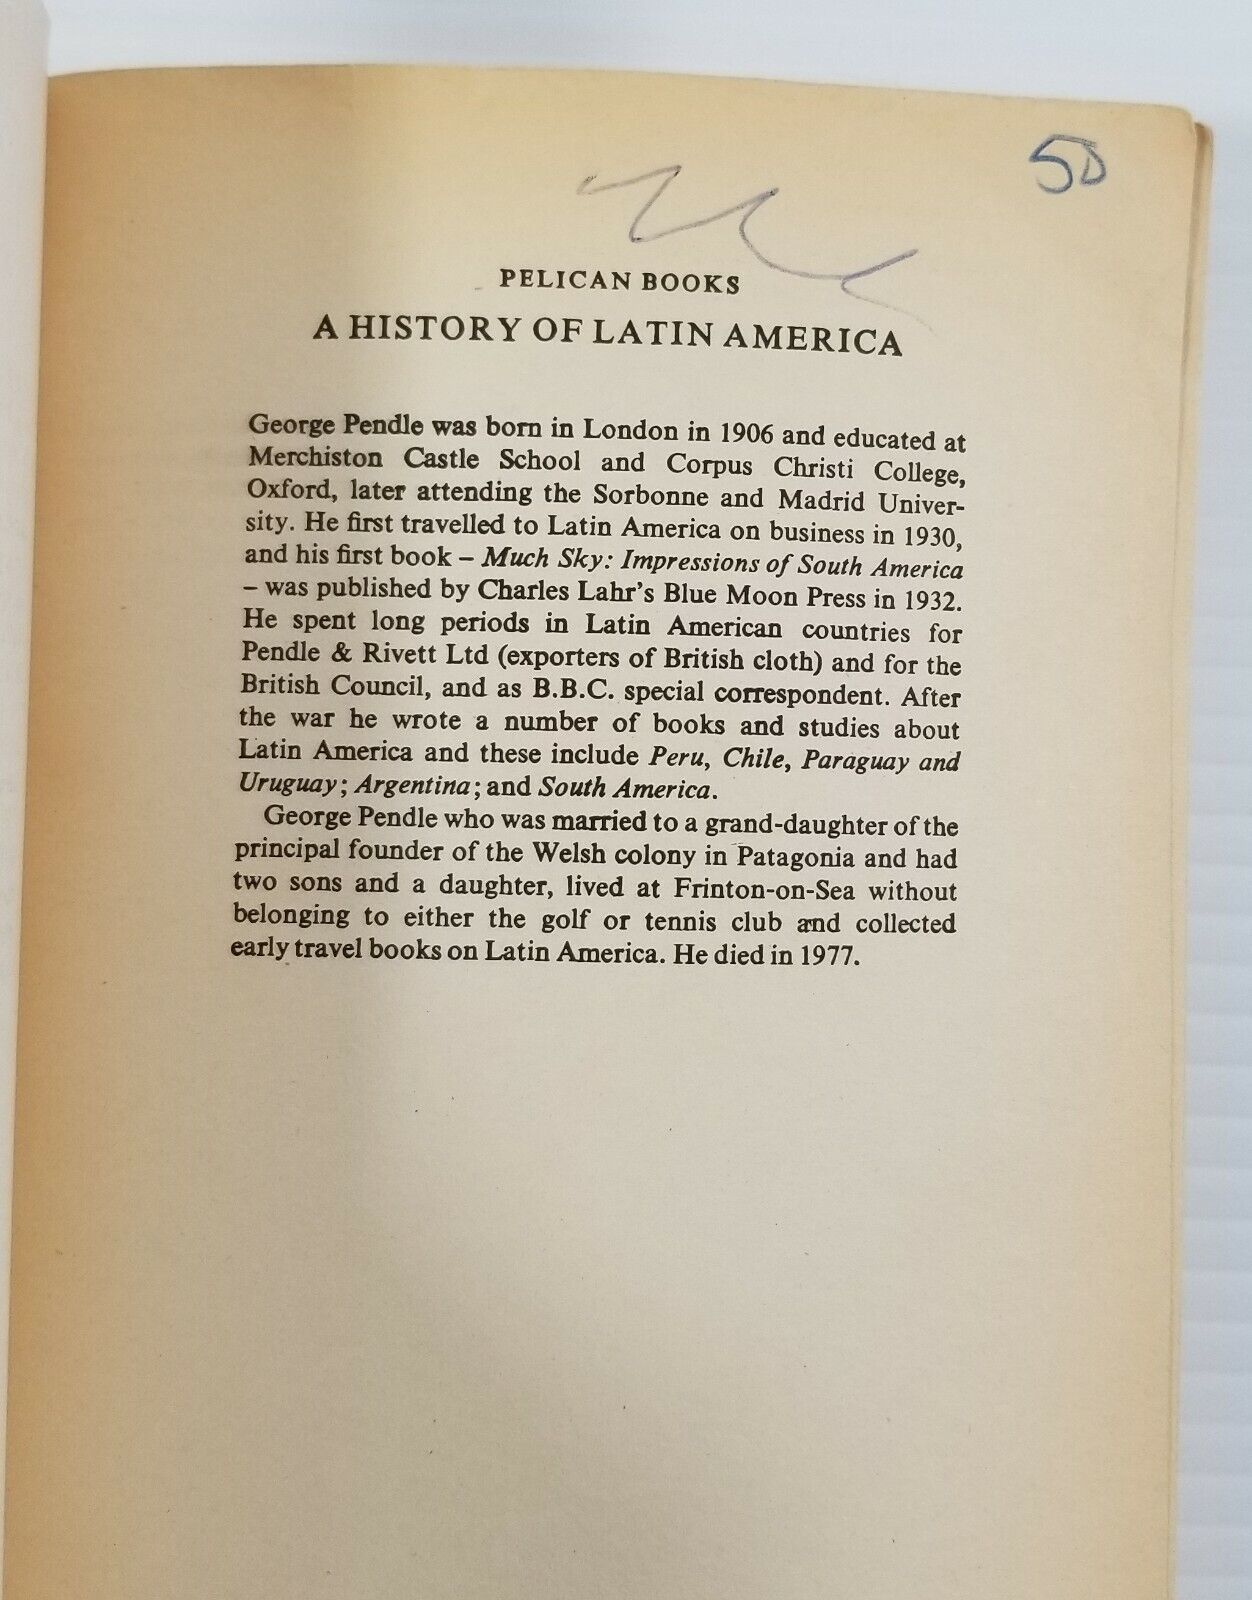 50
PELICAN BOOKS
A HISTORY OF LATIN AMERICA
George Pendle was born in London in 1906 and educated at
Merchiston Castle School and Corpus Christi College,
Oxford, later attending the Sorbonne and Madrid Univer-
sity. He first travelled to Latin America on business in 1930,
and his first book – Much Sky: Impressions of South America
– was published by Charles Lahr's Blue Moon Press in 1932.
He spent long periods in Latin American countries for
Pendle & Rivett Ltd (exporters of British cloth) and for the
British Council, and as B.B.C. special correspondent. After
the war he wrote a number of books and studies about
Latin America and these include Peru, Chile, Paraguay and
Uruguay; Argentina; and South America.
George Pendle who was married to a grand-daughter of the
principal founder of the Welsh colony in Patagonia and had
two sons and a daughter, lived at Frinton-on-Sea without
belonging to either the golf or tennis club and collected
early travel books on Latin America. He died in 1977.